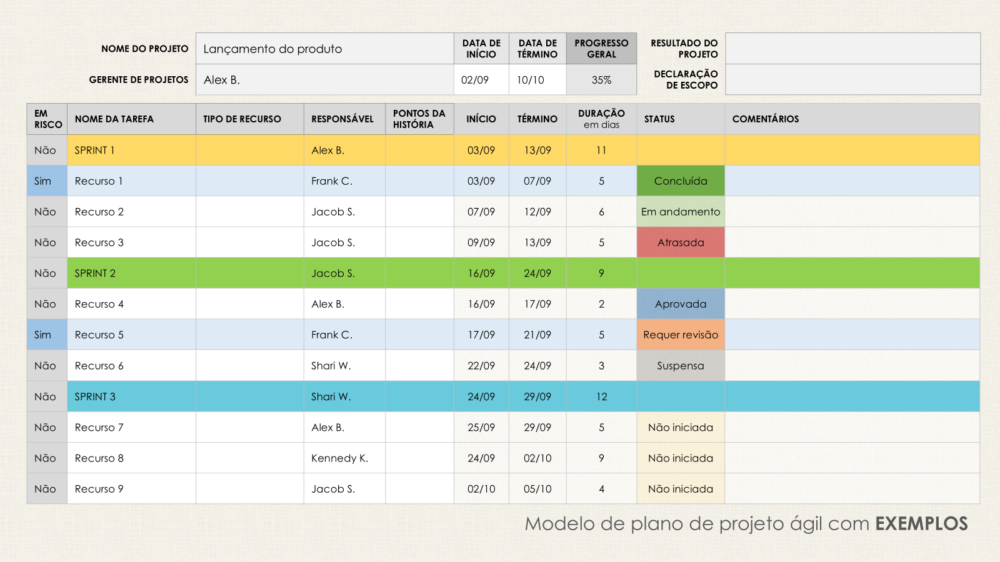 NOME DO PROJETO Lançamento do produto DATA DE INÍCIO DATA DE TÉRMINO PROGRESSO GERAL RESULTADO DO PROJETO
GERENTE DE PROJETOS Alex B. 02/09 10/10 35% DECLARAÇÃO DE ESCOPO
EM RISCO NOME DA TAREFA TIPO DE RECURSO RESPONSÁVEL PONTOS DA HISTÓRIA INÍCIO TÉRMINO DURAÇÃO em dias STATUS COMENTÁRIOS
Não SPRINT 1 Alex B. 03/09 13/09 11
Sim Recurso 1 Frank C. 03/09 07/09 5 Concluída
Não Recurso 2 Jacob S. 07/09 12/09 6 Em andamento
Não Recurso 3 Jacob S. 09/09 13/09 5 Atrasada
Não SPRINT 2 Jacob S. 16/09 24/09 9
Não Recurso 4 Alex B. 16/09 17/09 2 Aprovada
Sim Recurso 5 Frank C. 17/09 21/09 5 Requer revisão
Não Recurso 6 Shari W. 22/09 24/09 3 Suspensa
Não SPRINT 3 Shari W. 24/09 29/09 12
Não Recurso 7 Alex B. 25/09 29/09 5 Não iniciada
Não Recurso 8 Kennedy K. 24/09 02/10 9 Não iniciada
Não Recurso 9 Jacob S. 02/10 05/10 4 Não iniciada
Modelo de plano de projeto ágil com EXEMPLOS